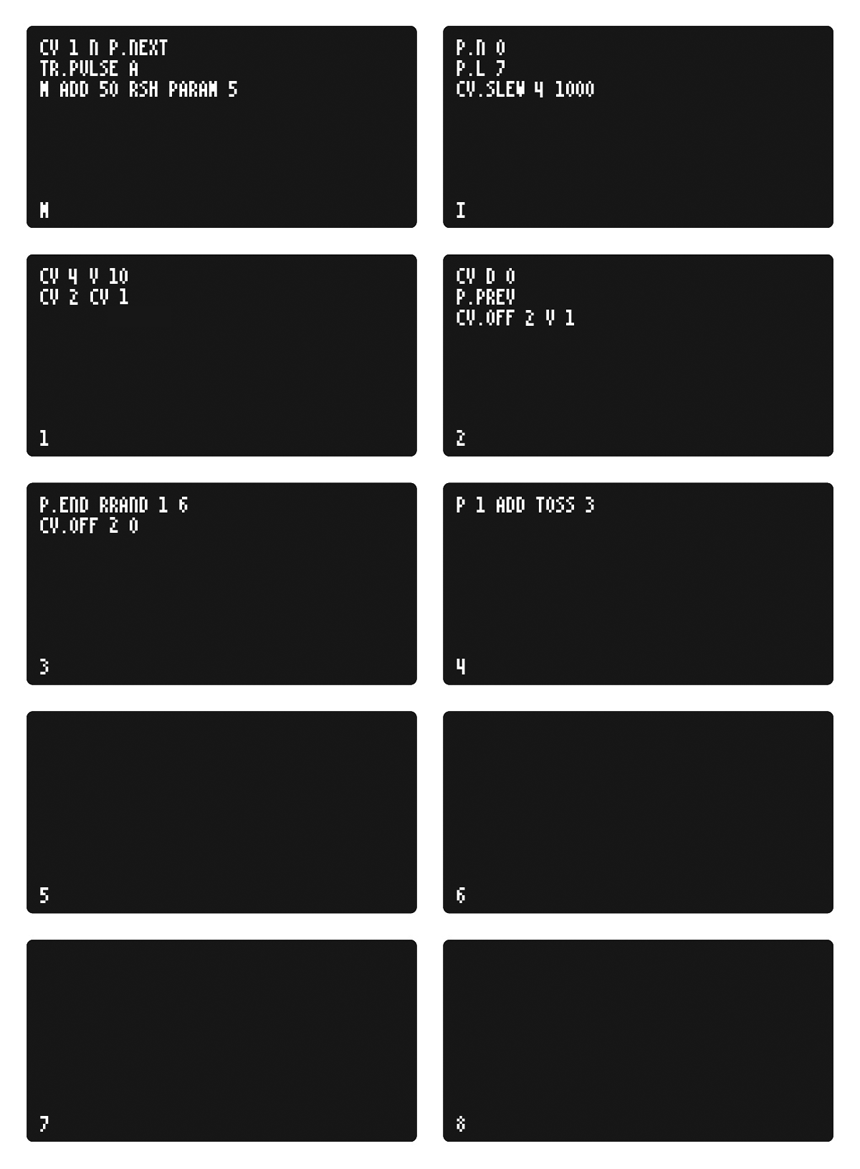 CV 1 N P.NEXT
TR.PULSE A
M ADD 50 RSH PARAM 5
M
P.N 0
P.L 7
CV.SLEW 4 1000
I
CV 4 V 10
CV 2 CV 1
1
CV D 0
P.PREV
CV.OFF 2 V 1
2
P.END RRAND 1 6
CV.OFF 2 0
3
P 1 ADD TOSS 3
4
5
6
7
8